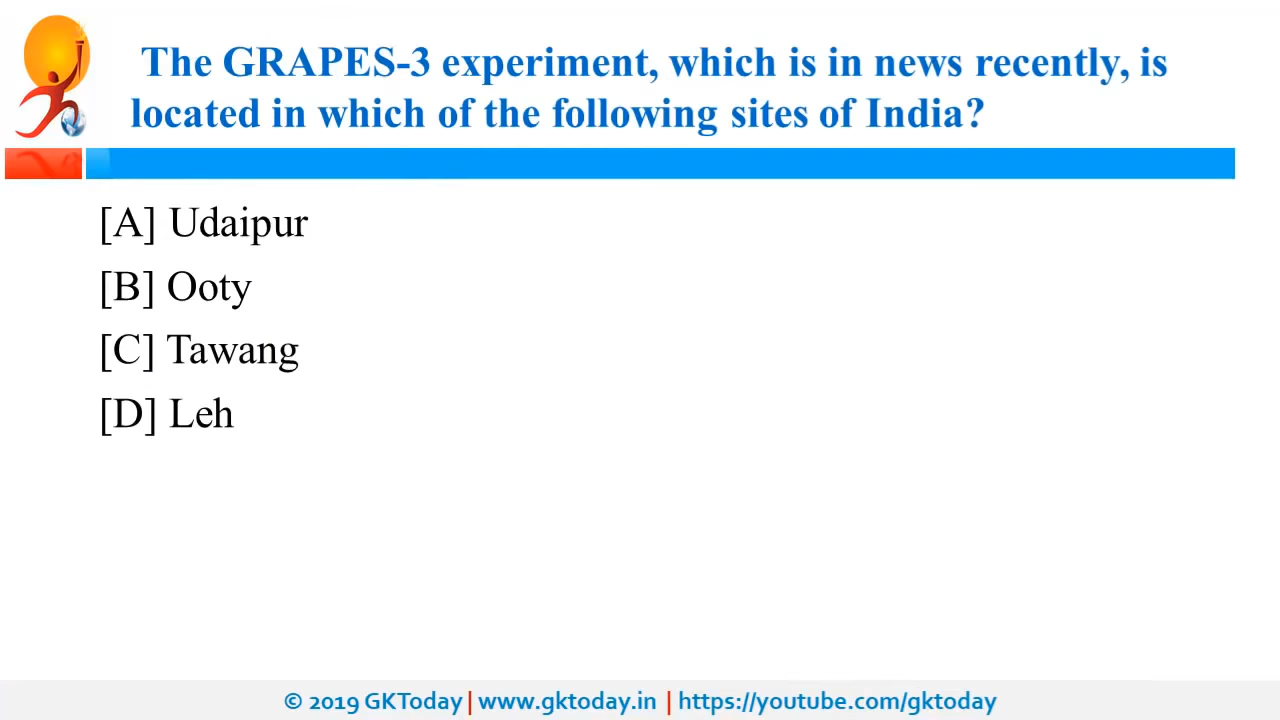 The GRAPES-3 experiment, which is in news recently, is
located in which of the following sites of India?
[A] Udaipur
[B] Ooty
[C] Tawang
[D] Leh
© 2019 GKToday | www.gktoday.in | https://youtube.com/gktoday